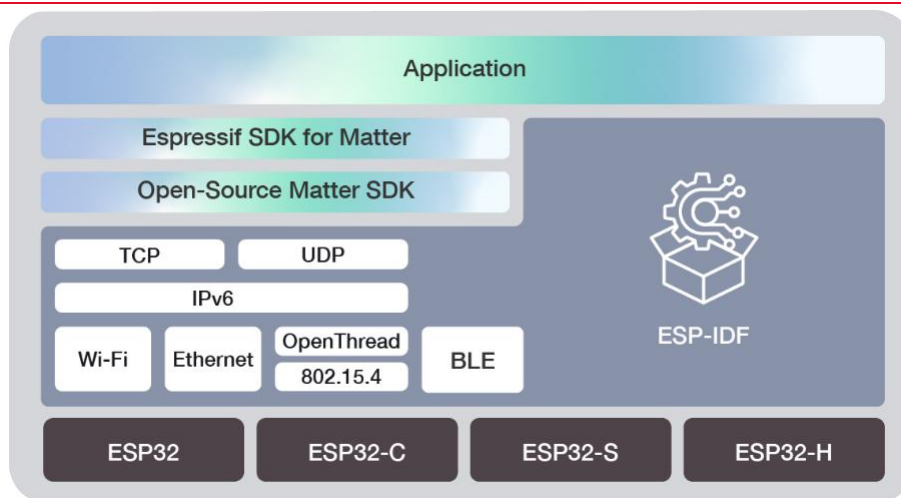 Application
Espressif SDK for Matter
Open-Source Matter SDK
TCP
UDP
IPv6
Wi-Fi
Ethernet
OpenThread
802.15.4
BLE
ESP-IDF
ESP32
ESP32-C
ESP32-S
ESP32-H